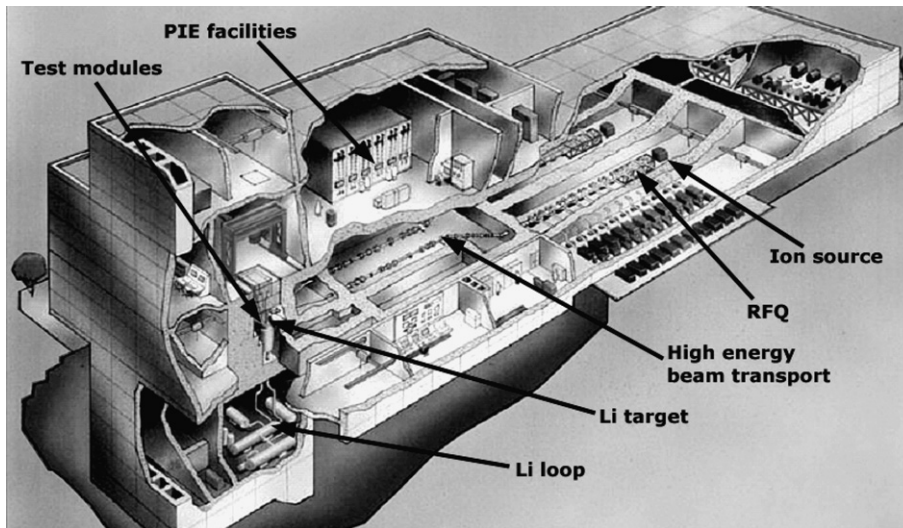 PIE facilities
Test modules
Ion source
RFQ
High energy
beam transport
Li target
Li loop